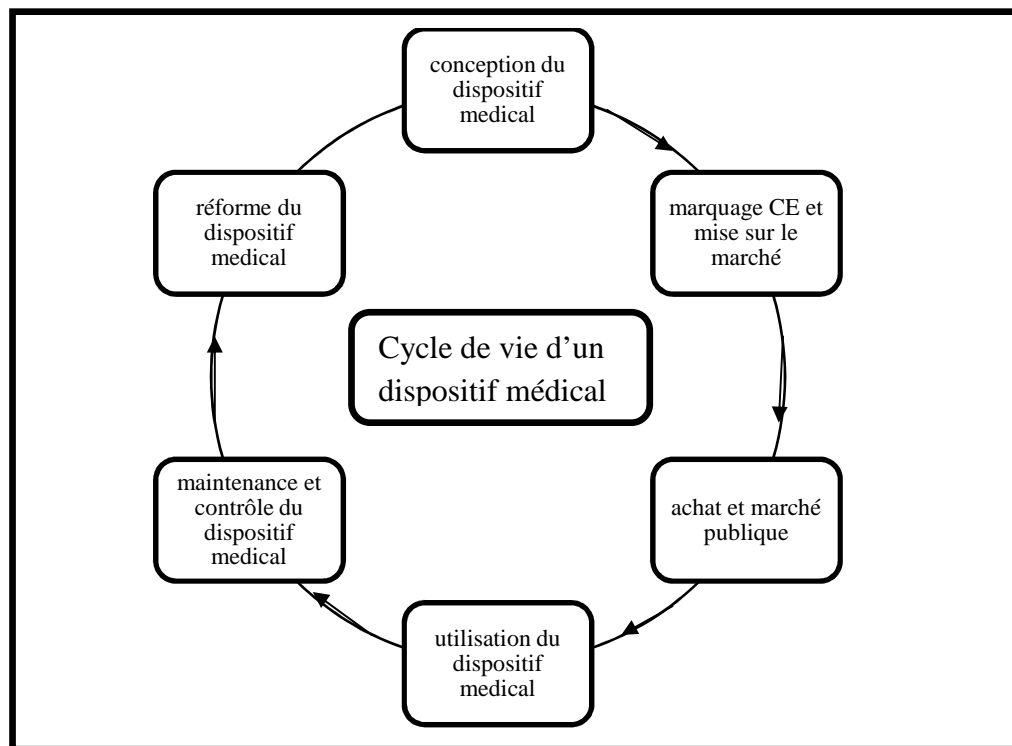 conception du
dispositif
medical
marquage CE et
mise sur le
marché
achat et marché
publique
utilisation du
dispositif
medical
maintenance et
contrôle du
dispositif
medical
réforme du
dispositif
medical
Cycle de vie d’un
dispositif médical